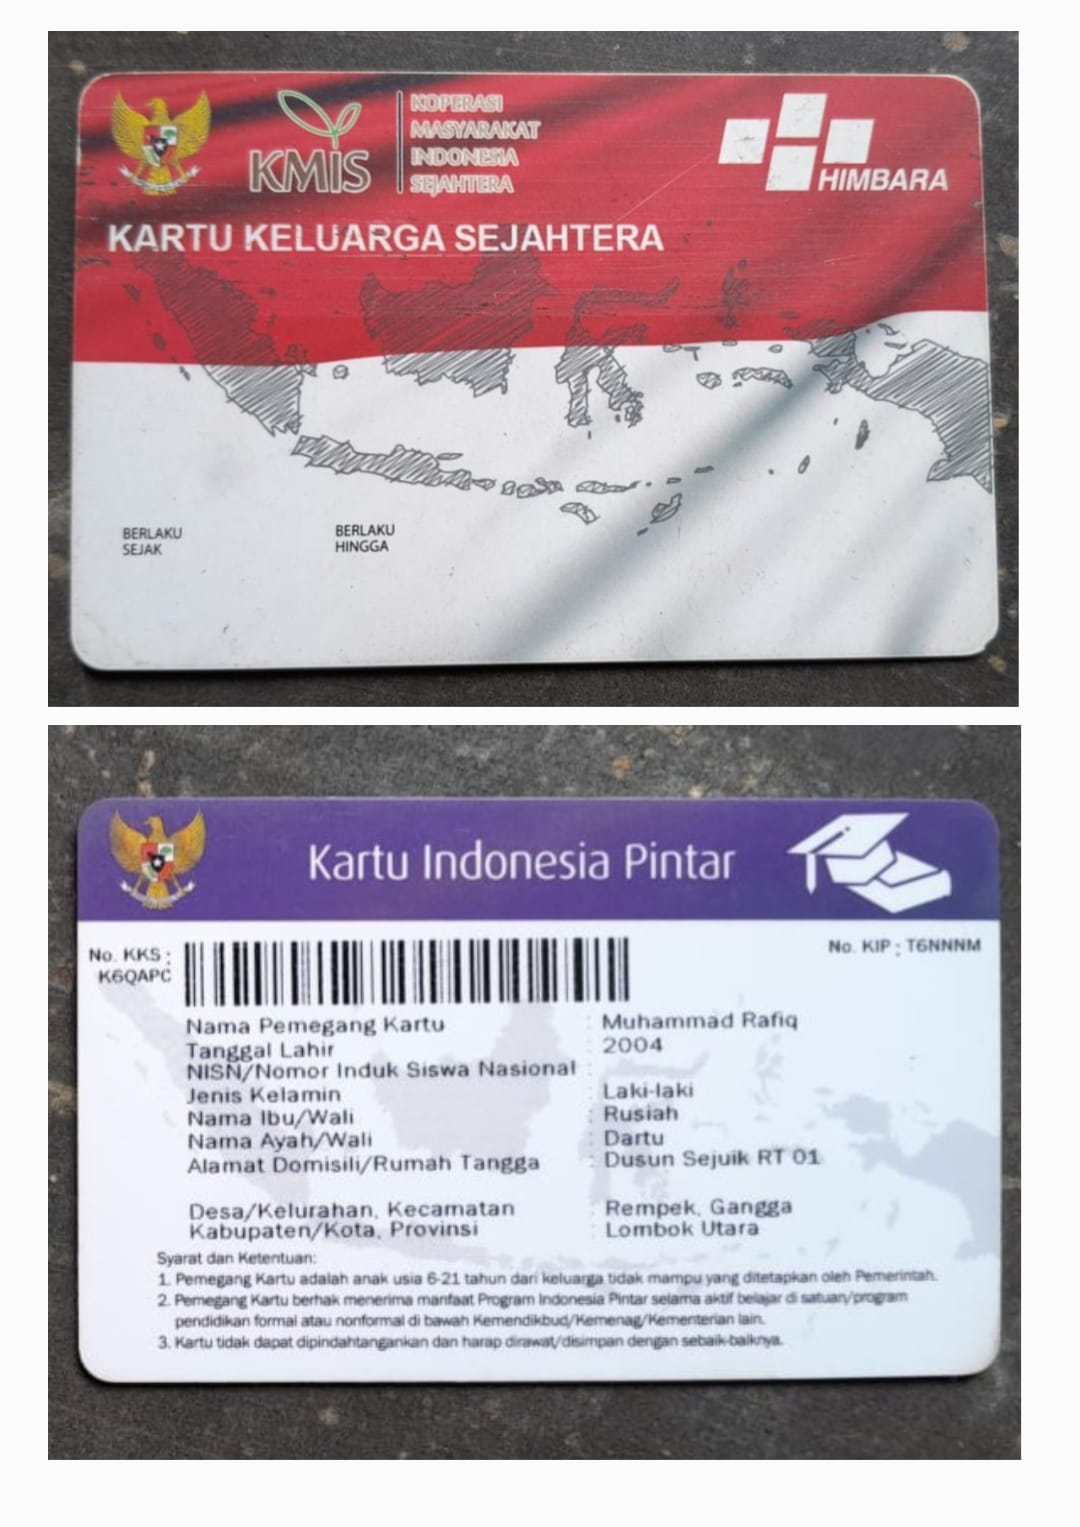 KMIS
KOPERASI
MASYARAKAT
INDONESIA
SEJAHTERA
HIMBARA
KARTU KELUARGA SEJAHTERA
BERLAKU
SEJAK
BERLAKU
HINGGA
Kartu Indonesia Pintar
No. KKS :
K6QAPC
No. KIP : T6NNNM
Nama Pemegang Kartu : Muhammad Rafiq
Tanggal Lahir : 2004
NISN/Nomor Induk Siswa Nasional :
Jenis Kelamin : Laki-laki
Nama Ibu/Wali : Rusiah
Nama Ayah/Wali : Dartu
Alamat Domisili/Rumah Tangga : Dusun Sejuik RT 01
Desa/Kelurahan, Kecamatan : Rempek, Gangga
Kabupaten/Kota, Provinsi : Lombok Utara
Syarat dan Ketentuan:
1. Pemegang Kartu adalah anak usia 6-21 tahun dari keluarga tidak mampu yang ditetapkan oleh Pemerintah.
2. Pemegang Kartu berhak menerima manfaat Program Indonesia Pintar selama aktif belajar di satuan/program
pendidikan formal atau nonformal di bawah Kemendikbud/Kemenag/Kementerian lain.
3. Kartu tidak dapat dipindahtangankan dan harap dirawat/disimpan dengan sebaik-baiknya.